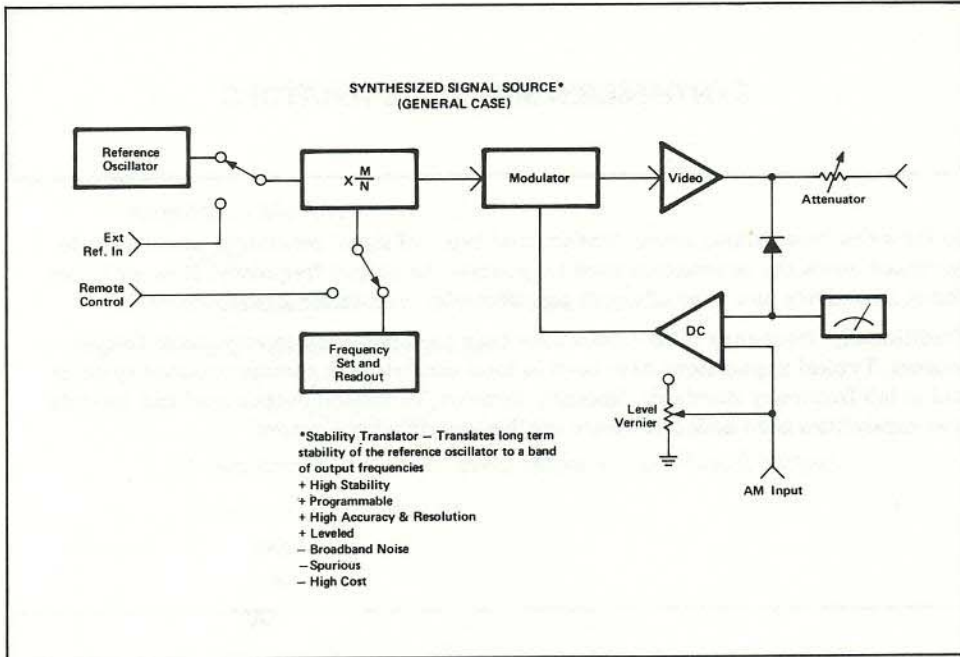 SYNTHESIZED SIGNAL SOURCE*
(GENERAL CASE)
Reference
Oscillator
X M/N
Modulator
Video
Attenuator
Ext
Ref. In
Remote
Control
DC
Frequency
Set and
Readout
Level
Vernier
AM Input
*Stability Translator – Translates long term
stability of the reference oscillator to a band
of output frequencies
+ High Stability
+ Programmable
+ High Accuracy & Resolution
+ Leveled
– Broadband Noise
–Spurious
– High Cost